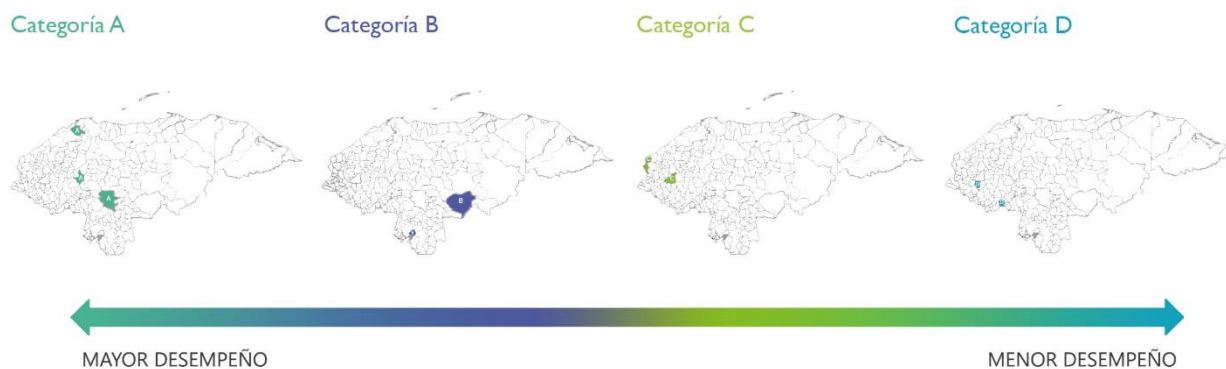 Categoría A
Categoría B
Categoría C
Categoría D
A
A
B
MAYOR DESEMPEÑO
MENOR DESEMPEÑO